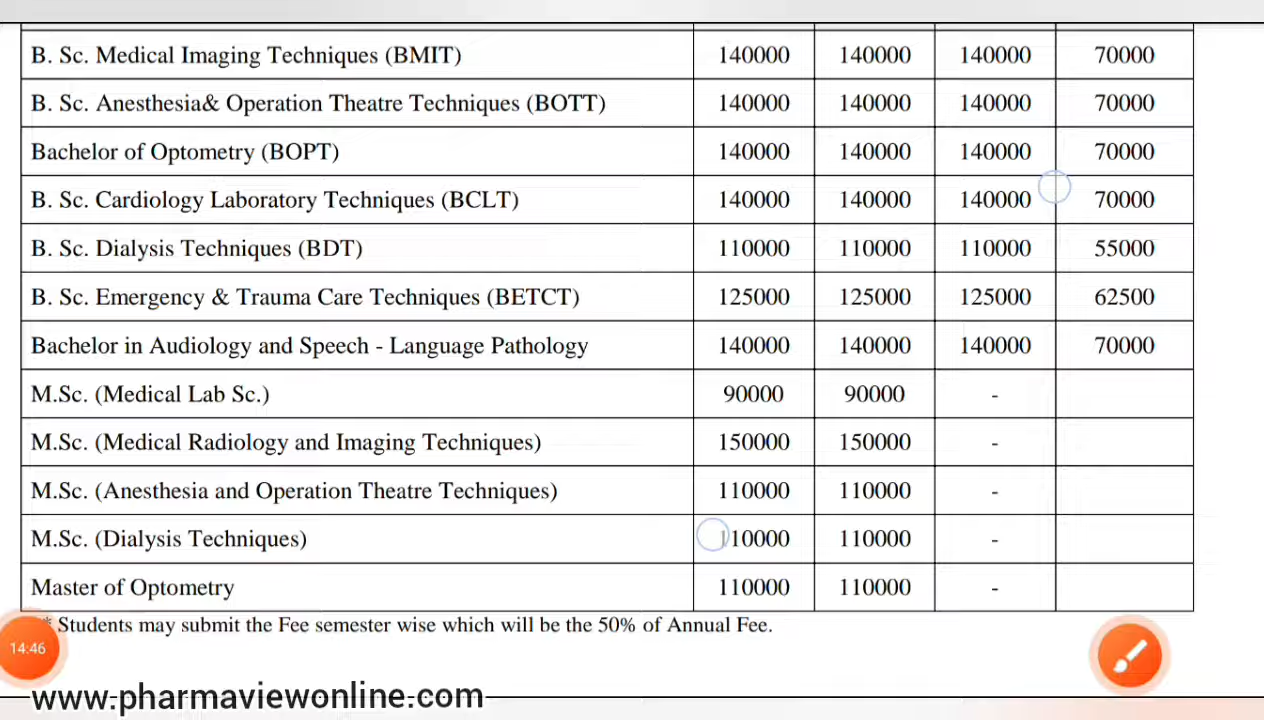 B. Sc. Medical Imaging Techniques (BMIT) 140000 140000 140000 70000
B. Sc. Anesthesia& Operation Theatre Techniques (BOTT) 140000 140000 140000 70000
Bachelor of Optometry (BOPT) 140000 140000 140000 70000
B. Sc. Cardiology Laboratory Techniques (BCLT) 140000 140000 140000 70000
B. Sc. Dialysis Techniques (BDT) 110000 110000 110000 55000
B. Sc. Emergency & Trauma Care Techniques (BETCT) 125000 125000 125000 62500
Bachelor in Audiology and Speech - Language Pathology 140000 140000 140000 70000
M.Sc. (Medical Lab Sc.) 90000 90000 -
M.Sc. (Medical Radiology and Imaging Techniques) 150000 150000 -
M.Sc. (Anesthesia and Operation Theatre Techniques) 110000 110000 -
M.Sc. (Dialysis Techniques) 110000 110000 -
Master of Optometry 110000 110000 -
* Students may submit the Fee semester wise which will be the 50% of Annual Fee.
14:46
www.pharmaviewonline.com